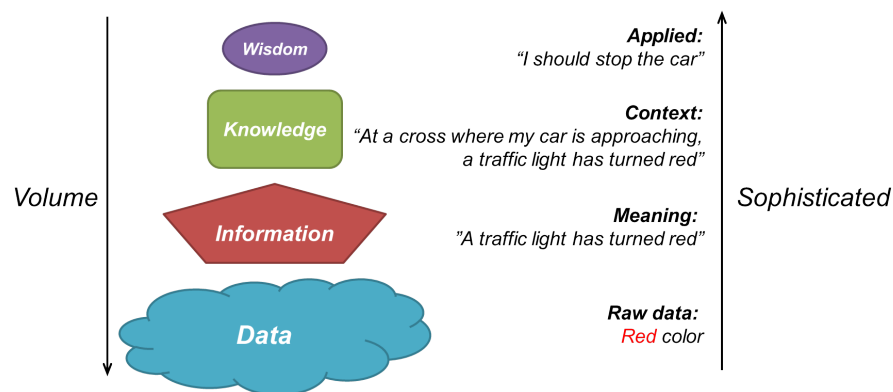 Wisdom
Applied:
“I should stop the car”
Knowledge
Context:
“At a cross where my car is approaching,
a traffic light has turned red”
Volume
Sophisticated
Information
Meaning:
”A traffic light has turned red”
Data
Raw data:
Red color